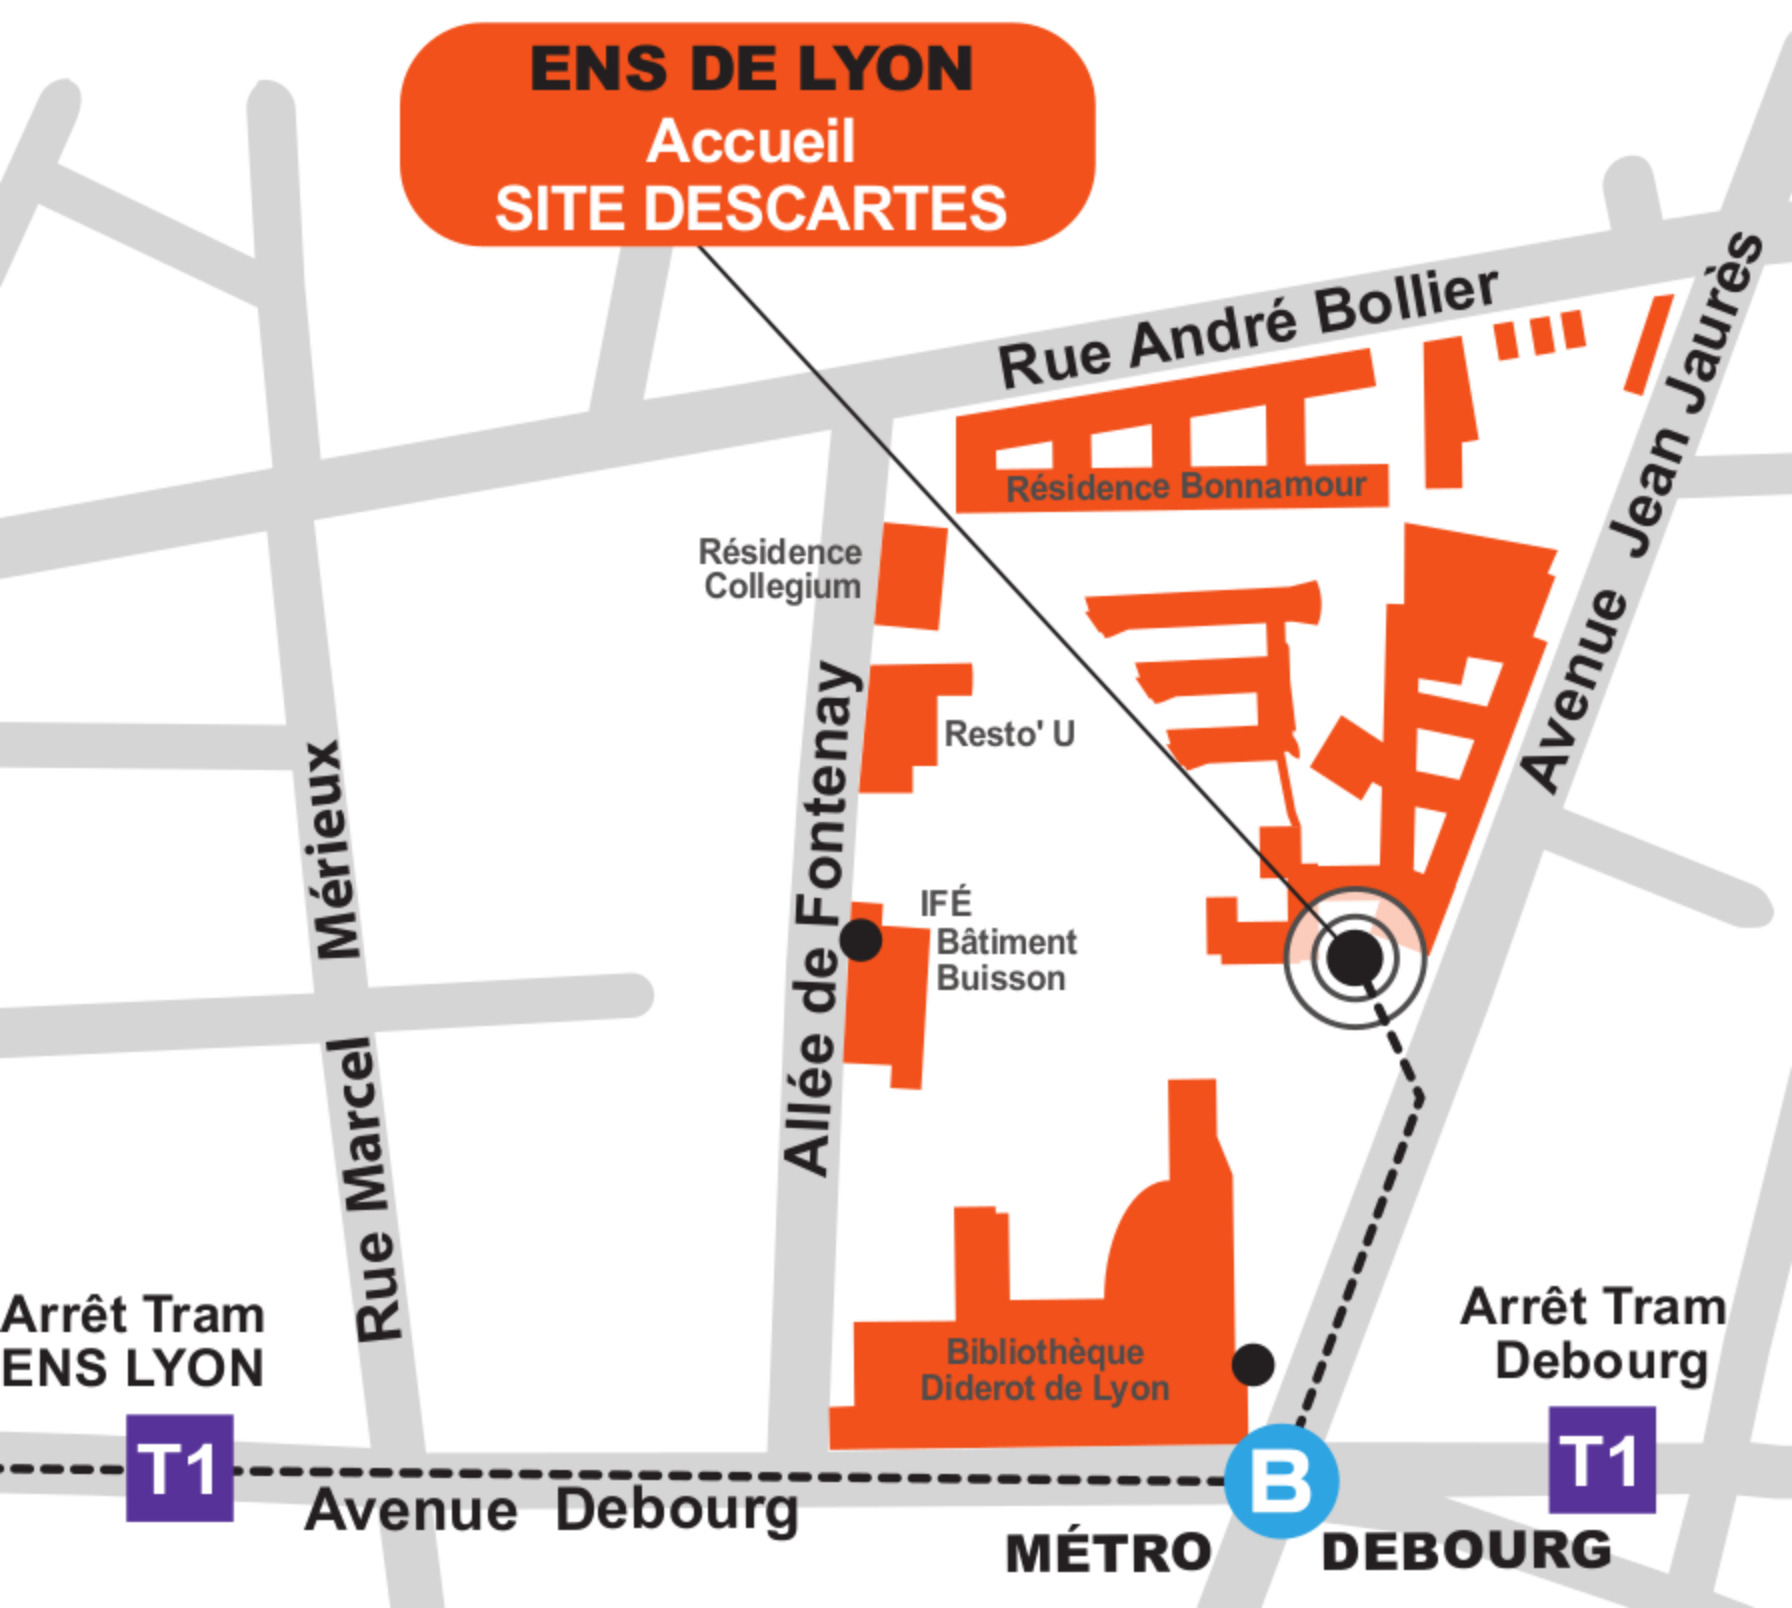 ENS DE LYON
Accueil
SITE DESCARTES
Rue André Bollier
Avenue Jean Jaurès
Résidence Bonnamour
Résidence
Collegium
Resto' U
Allée de Fontenay
Rue Marcel Mérieux
IFÉ
Bâtiment
Buisson
Bibliothèque
Diderot de Lyon
Arrêt Tram
ENS LYON
T1
Arrêt Tram
Debourg
T1
B
Avenue Debourg
MÉTRO DEBOURG